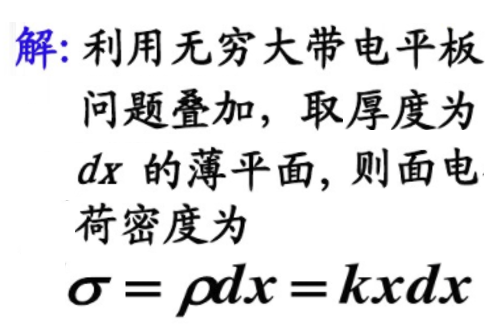 解: 利用无穷大带电平板
问题叠加，取厚度为
dx 的薄平面, 则面电
荷密度为
σ = ρdx = kxdx